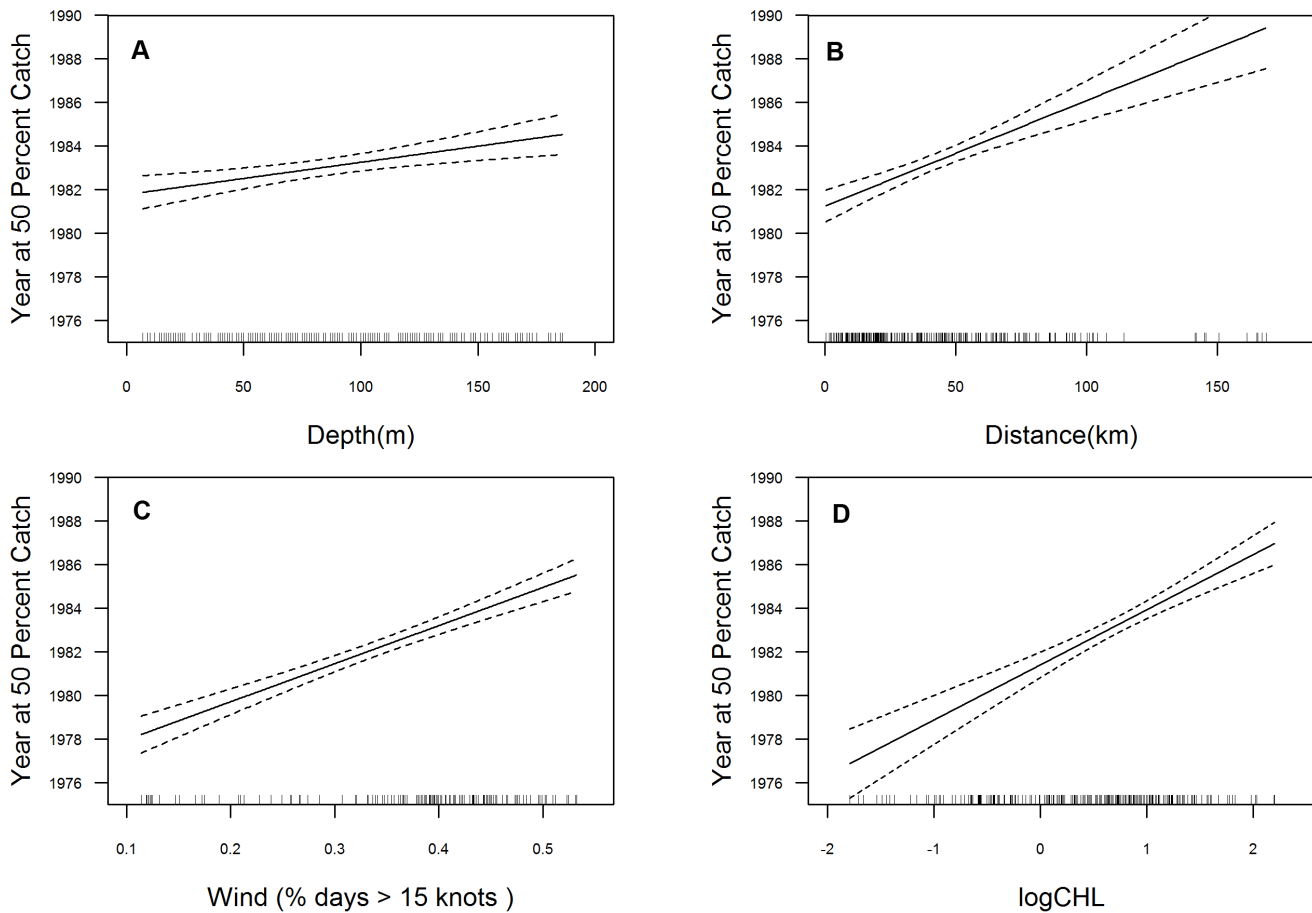 A
Year at 50 Percent Catch
1990
1988
1986
1984
1982
1980
1978
1976
0 50 100 150 200
Depth(m)
B
Year at 50 Percent Catch
1990
1988
1986
1984
1982
1980
1978
1976
0 50 100 150
Distance(km)
C
Year at 50 Percent Catch
1990
1988
1986
1984
1982
1980
1978
1976
0.1 0.2 0.3 0.4 0.5
Wind (% days > 15 knots )
D
Year at 50 Percent Catch
1990
1988
1986
1984
1982
1980
1978
1976
-2 -1 0 1 2
logCHL